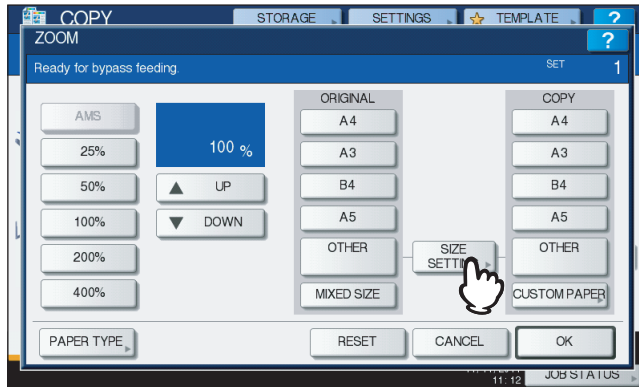 COPY
STORAGE
SETTINGS
TEMPLATE
?
ZOOM
?
Ready for bypass feeding.
SET 1
AMS
25%
50%
100%
200%
400%
100 %
UP
DOWN
ORIGINAL
A4
A3
B4
A5
OTHER
MIXED SIZE
SIZE
COPY
A4
A3
B4
A5
OTHER
CUSTOM PAPER
PAPER TYPE
RESET
CANCEL
OK
11:12
JOB STATUS